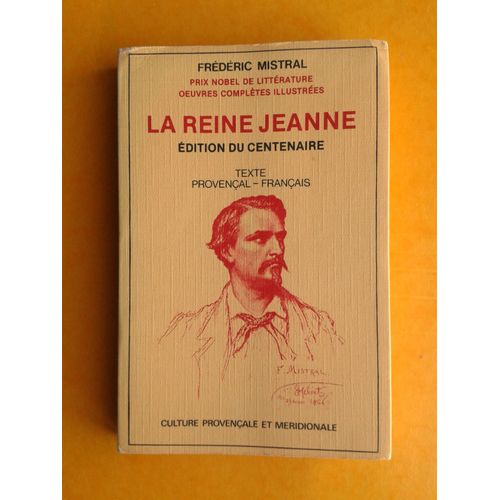 FRÉDÉRIC MISTRAL
PRIX NOBEL DE LITTÉRATURE
OEUVRES COMPLÈTES ILLUSTRÉES
LA REINE JEANNE
ÉDITION DU CENTENAIRE
TEXTE
PROVENÇAL – FRANÇAIS
F. MISTRAL
CULTURE PROVENÇALE ET MERIDIONALE